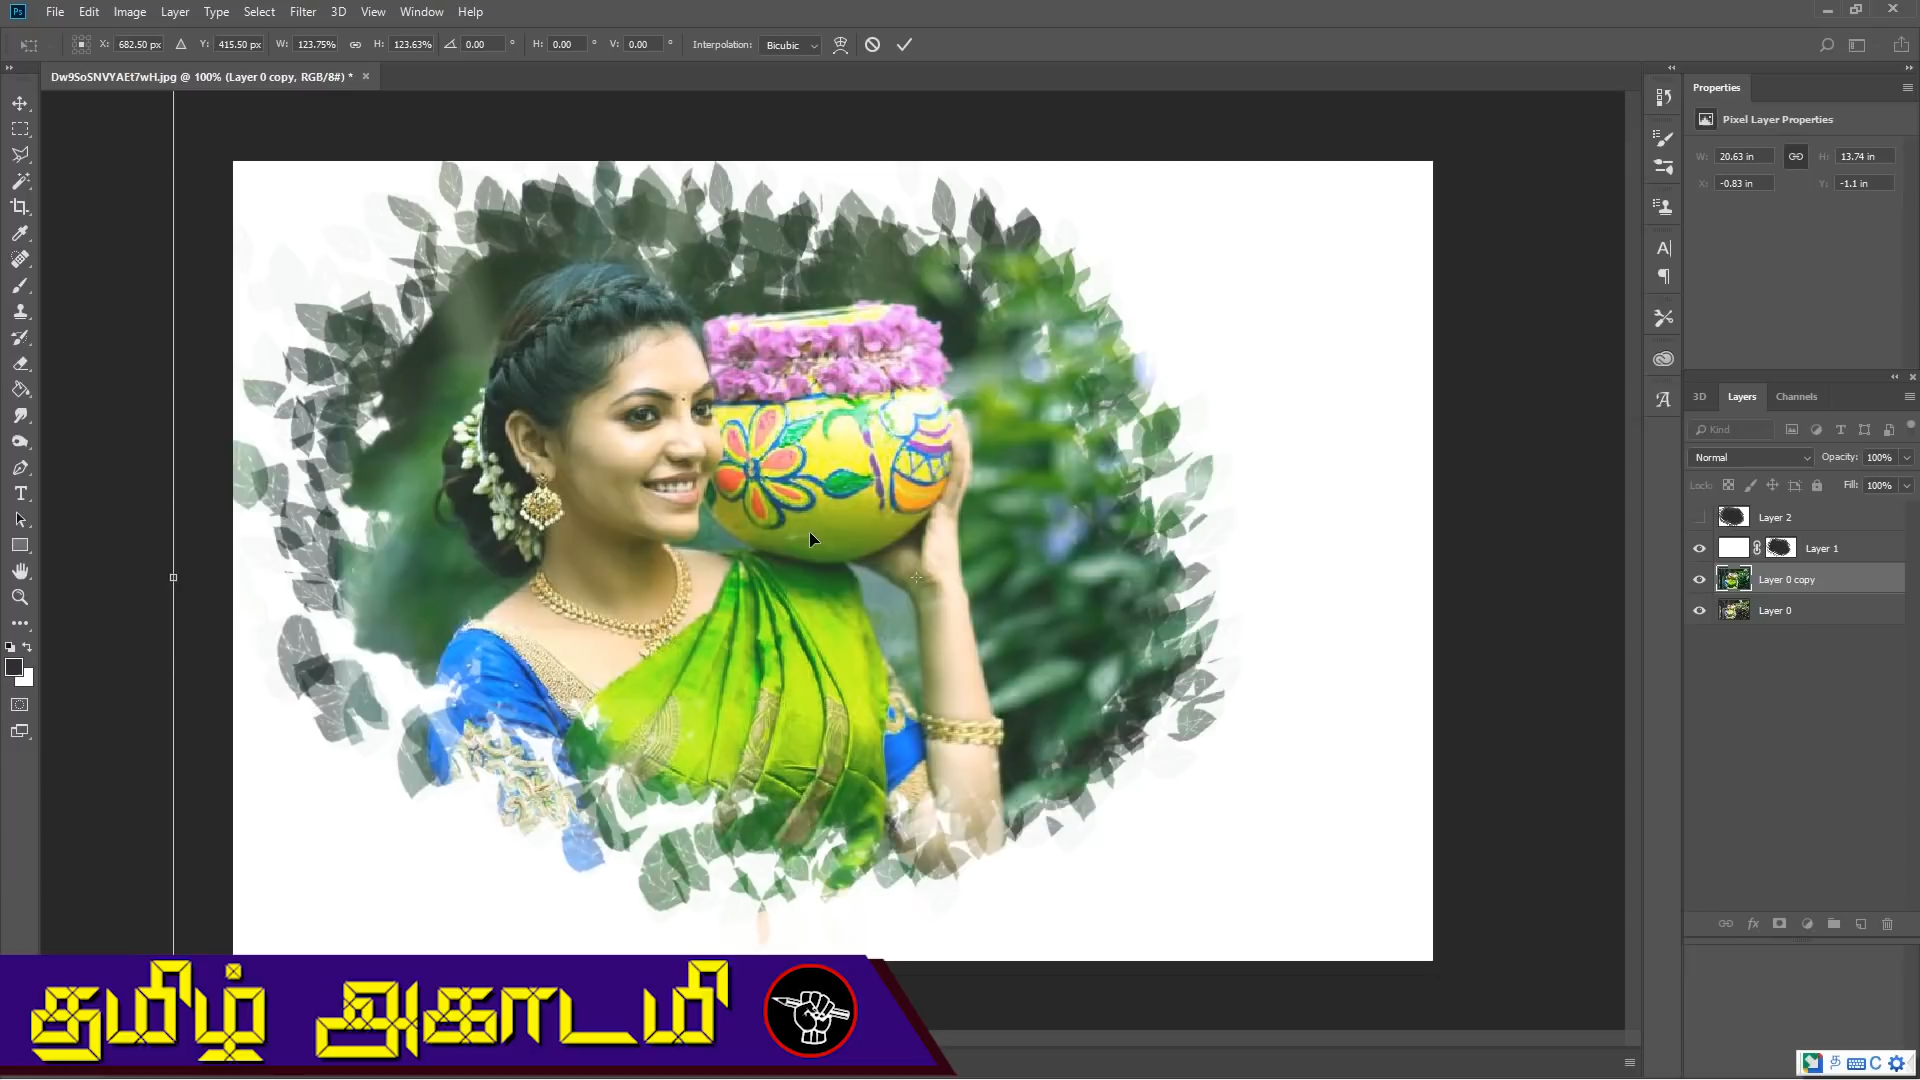 Ps File Edit Image Layer Type Select Filter 3D View Window Help
X: 682.50 px Y: 415.50 px W: 123.75% H: 123.63% 0.00 ° H: 0.00 ° V: 0.00 ° Interpolation: Bicubic
Dw9SoSNVYAEt7wH.jpg @ 100% (Layer 0 copy, RGB/8#) *
Properties
Pixel Layer Properties
W: 20.63 in H: 13.74 in
X: -0.83 in Y: -1.1 in
3D Layers Channels
Kind
Normal Opacity: 100%
Lock: Fill: 100%
Layer 2
Layer 1
Layer 0 copy
Layer 0
fx
தமிழ் அகாடமி
த C